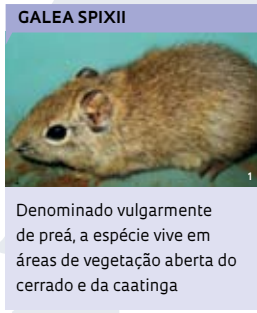 GALEA SPIXII
1
Denominado vulgarmente
de preá, a espécie vive em
áreas de vegetação aberta do
cerrado e da caatinga